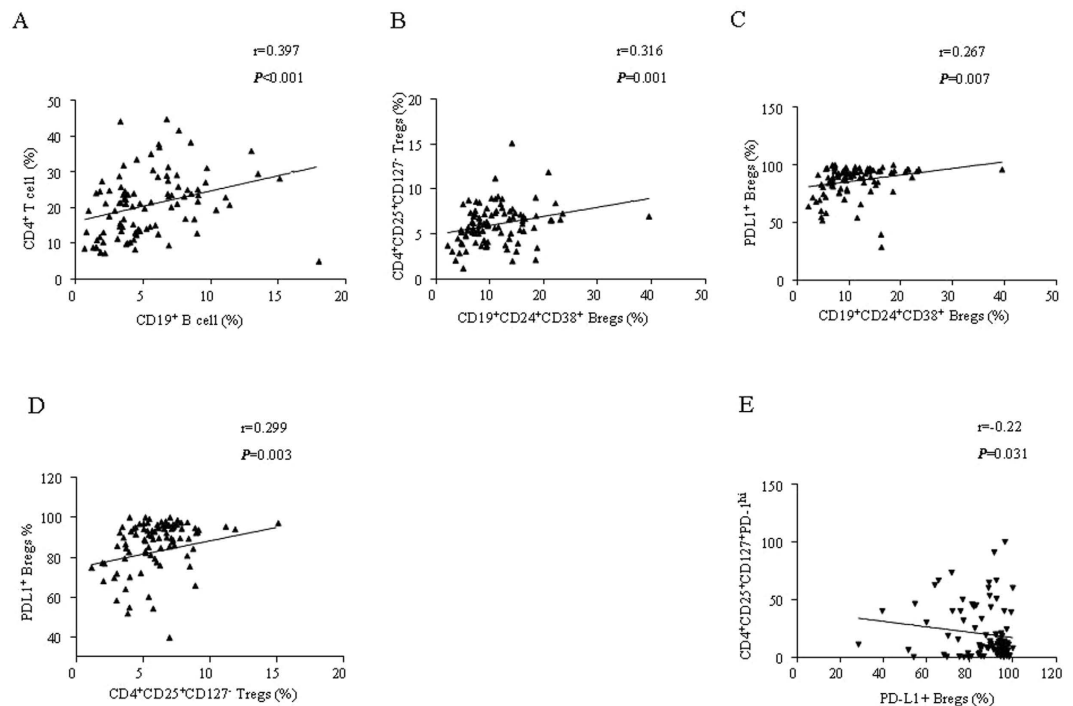 A
r=0.397
P<0.001
CD4⁺ T cell (%)
50
40
30
20
10
0
0 5 10 15 20
CD19⁺ B cell (%)
B
r=0.316
P=0.001
CD4⁺CD25⁺CD127⁻ Tregs (%)
20
15
10
5
0
0 10 20 30 40 50
CD19⁺CD24⁺CD38⁺ Bregs (%)
C
r=0.267
P=0.007
PDL1⁺ Bregs (%)
150
100
50
0
0 10 20 30 40 50
CD19⁺CD24⁺CD38⁺ Bregs (%)
D
r=0.299
P=0.003
PDL1⁺ Bregs %
120
100
80
60
40
0 5 10 15 20
CD4⁺CD25⁺CD127⁻ Tregs (%)
E
r=-0.22
P=0.031
CD4⁺CD25⁺CD127⁺PD-1ʰⁱ
150
100
50
0
0 20 40 60 80 100 120
PD-L1+ Bregs (%)